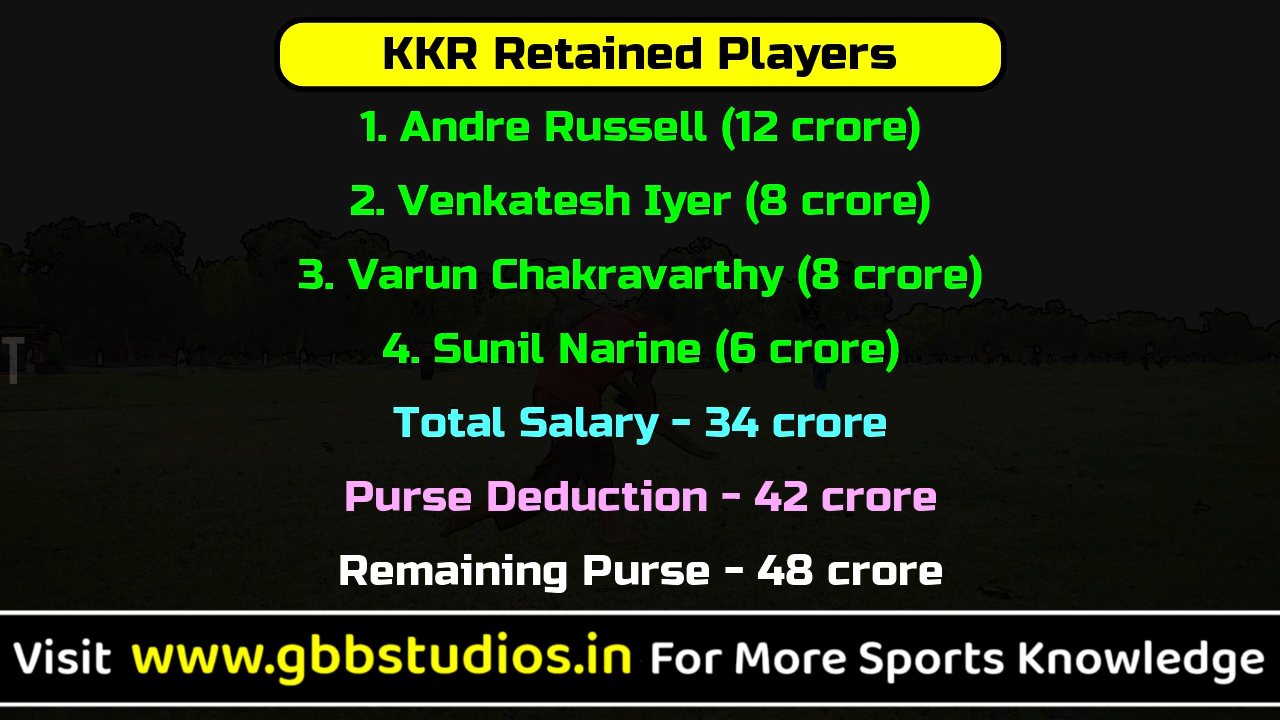 KKR Retained Players
1. Andre Russell (12 crore)
2. Venkatesh Iyer (8 crore)
3. Varun Chakravarthy (8 crore)
4. Sunil Narine (6 crore)
T
Total Salary - 34 crore
Purse Deduction - 42 crore
Remaining Purse - 48 crore
Visit www.gbbstudios.in For More Sports Knowledge